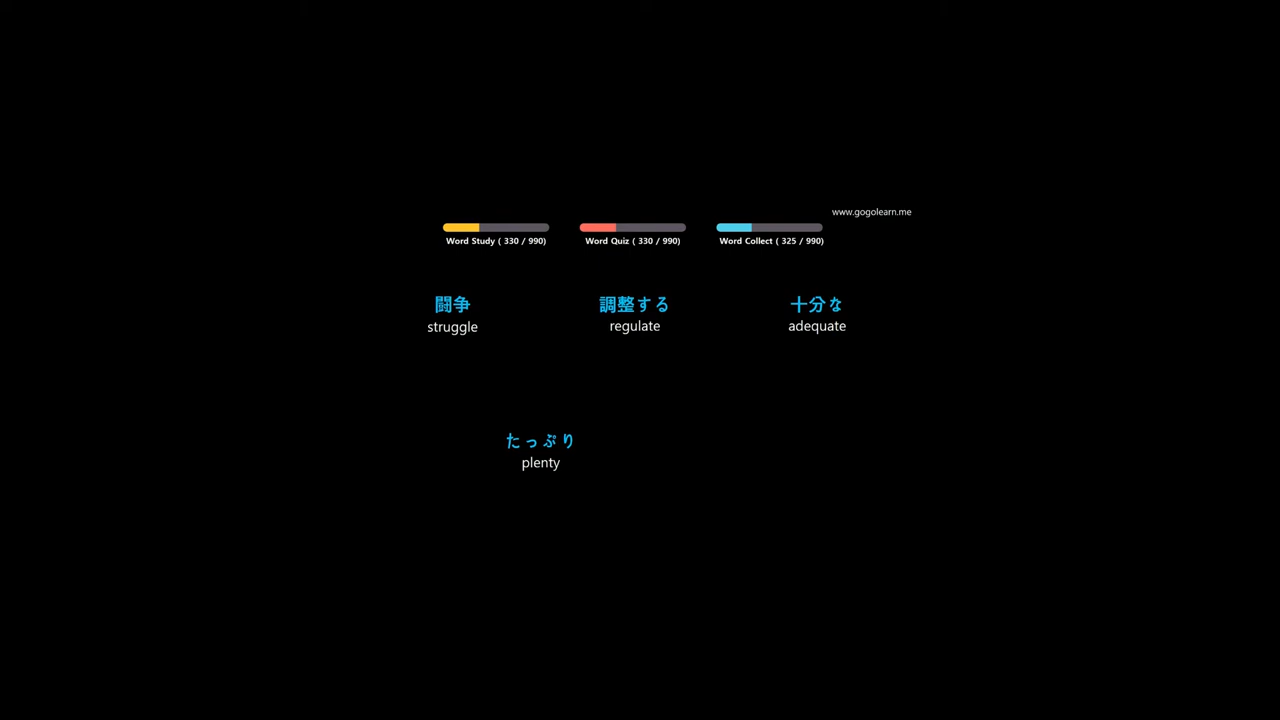 www.gogolearn.me
Word Study ( 330 / 990)
Word Quiz ( 330 / 990)
Word Collect ( 325 / 990)
闘争
struggle
調整する
regulate
十分な
adequate
たっぷり
plenty